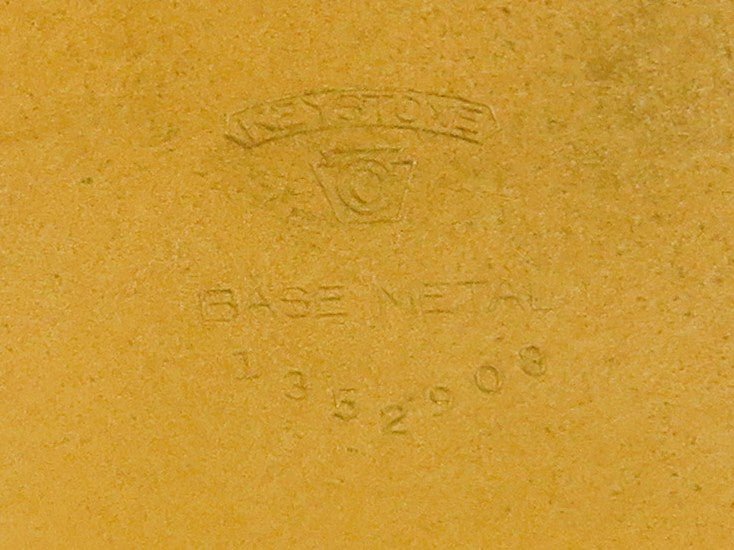 KEYSTONE
C
BASE METAL
1352908